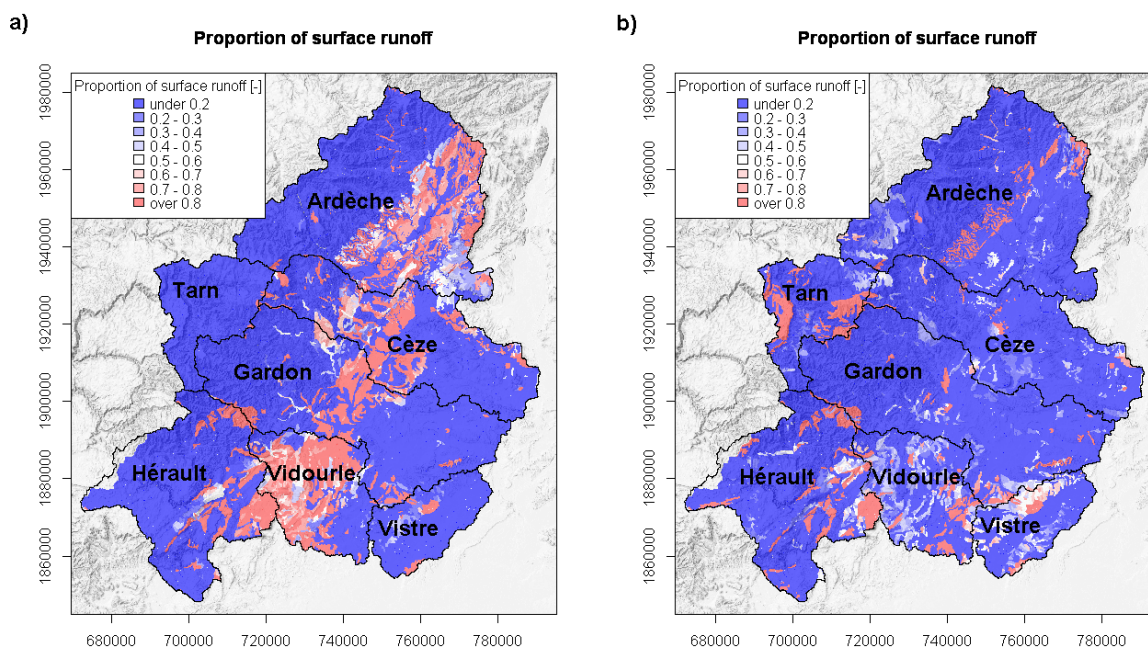 a)
Proportion of surface runoff
Proportion of surface runoff [-]
under 0.2
0.2 - 0.3
0.3 - 0.4
0.4 - 0.5
0.5 - 0.6
0.6 - 0.7
0.7 - 0.8
over 0.8
Ardèche
Tarn
Cèze
Gardon
Hérault
Vidourle
Vistre
1980000
1960000
1940000
1920000
1900000
1880000
1860000
680000 700000 720000 740000 760000 780000
b)
Proportion of surface runoff
Proportion of surface runoff [-]
under 0.2
0.2 - 0.3
0.3 - 0.4
0.4 - 0.5
0.5 - 0.6
0.6 - 0.7
0.7 - 0.8
over 0.8
Ardèche
Tarn
Cèze
Gardon
Hérault
Vidourle
Vistre
1980000
1960000
1940000
1920000
1900000
1880000
1860000
680000 700000 720000 740000 760000 780000